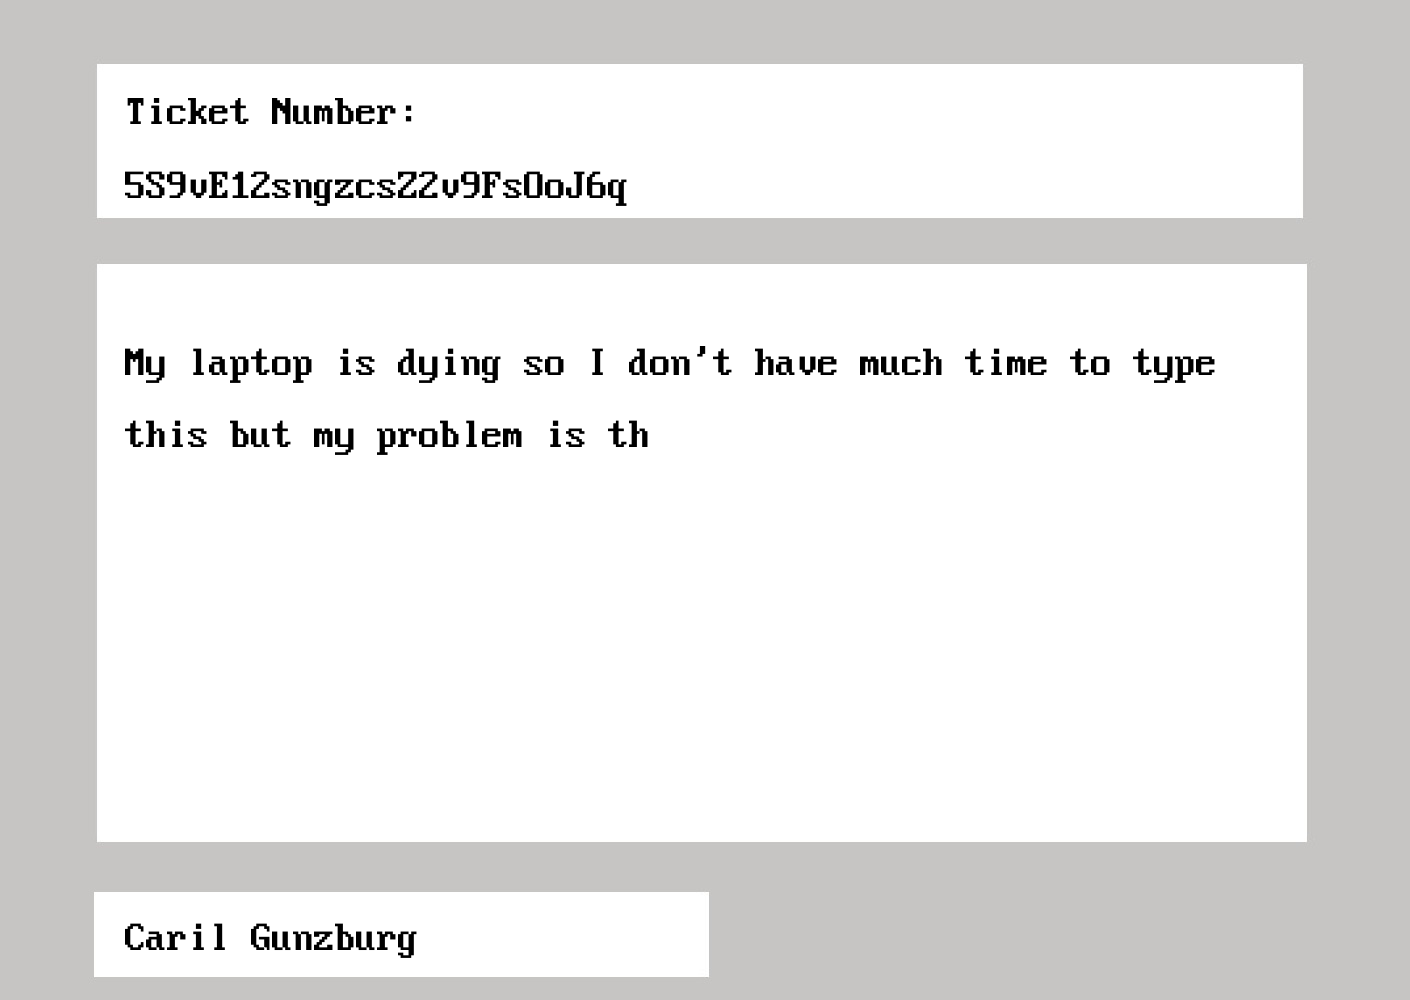 Ticket Number:
5S9vE12sngzcsZ2v9FsOoJ6q
My laptop is dying so I don't have much time to type
this but my problem is th
Caril Gunzburg